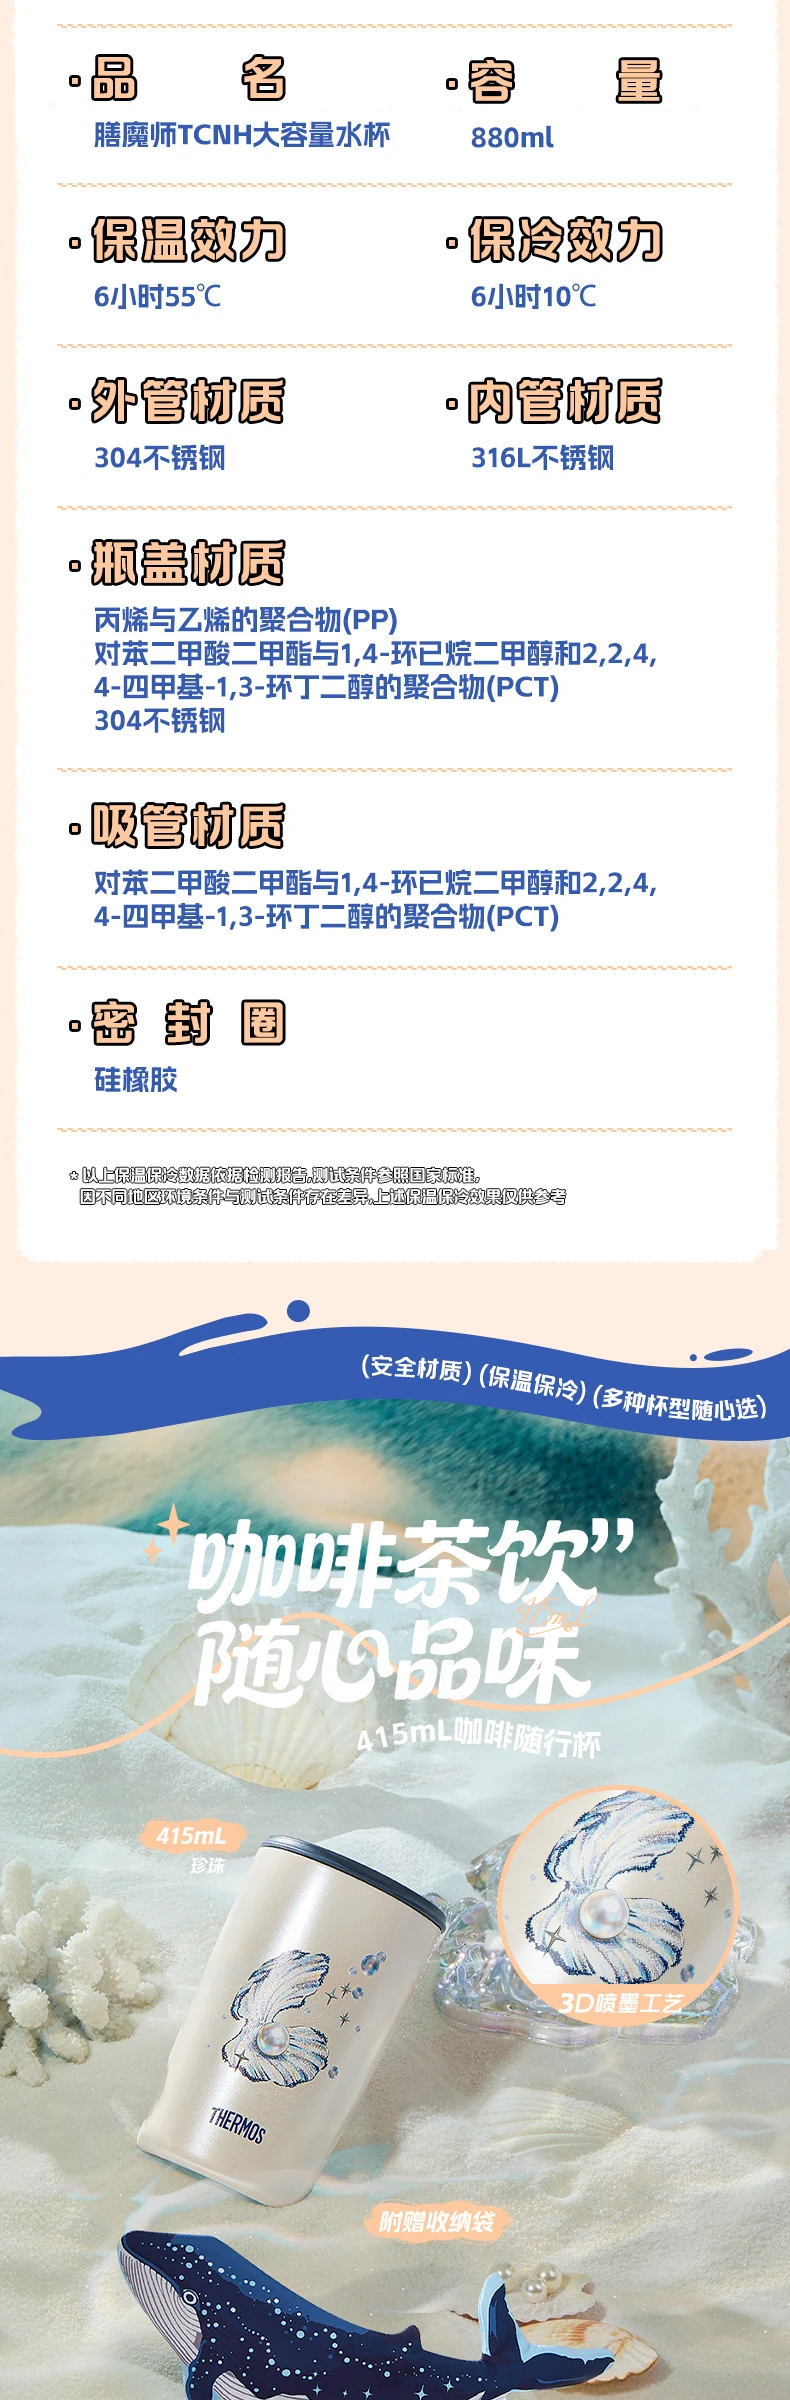 ·品名
膳魔师TCNH大容量水杯
·容量
880ml
·保温效力
6小时55℃
·保冷效力
6小时10℃
·外管材质
304不锈钢
·内管材质
316L不锈钢
·瓶盖材质
丙烯与乙烯的聚合物(PP)
对苯二甲酸二甲酯与1,4-环已烷二甲醇和2,2,4,
4-四甲基-1,3-环丁二醇的聚合物(PCT)
304不锈钢
·吸管材质
对苯二甲酸二甲酯与1,4-环已烷二甲醇和2,2,4,
4-四甲基-1,3-环丁二醇的聚合物(PCT)
·密封圈
硅橡胶
* 以上保温保冷数据依据检测报告,测试条件参照国家标准,
因不同地区环境条件与测试条件存在差异,上述保温保冷效果仅供参考
(安全材质) (保温保冷) (多种杯型随心选)
咖啡茶饮”
415ml
随心品味
415mL咖啡随行杯
415mL
珍珠
3D喷墨工艺
THERMOS
附赠收纳袋